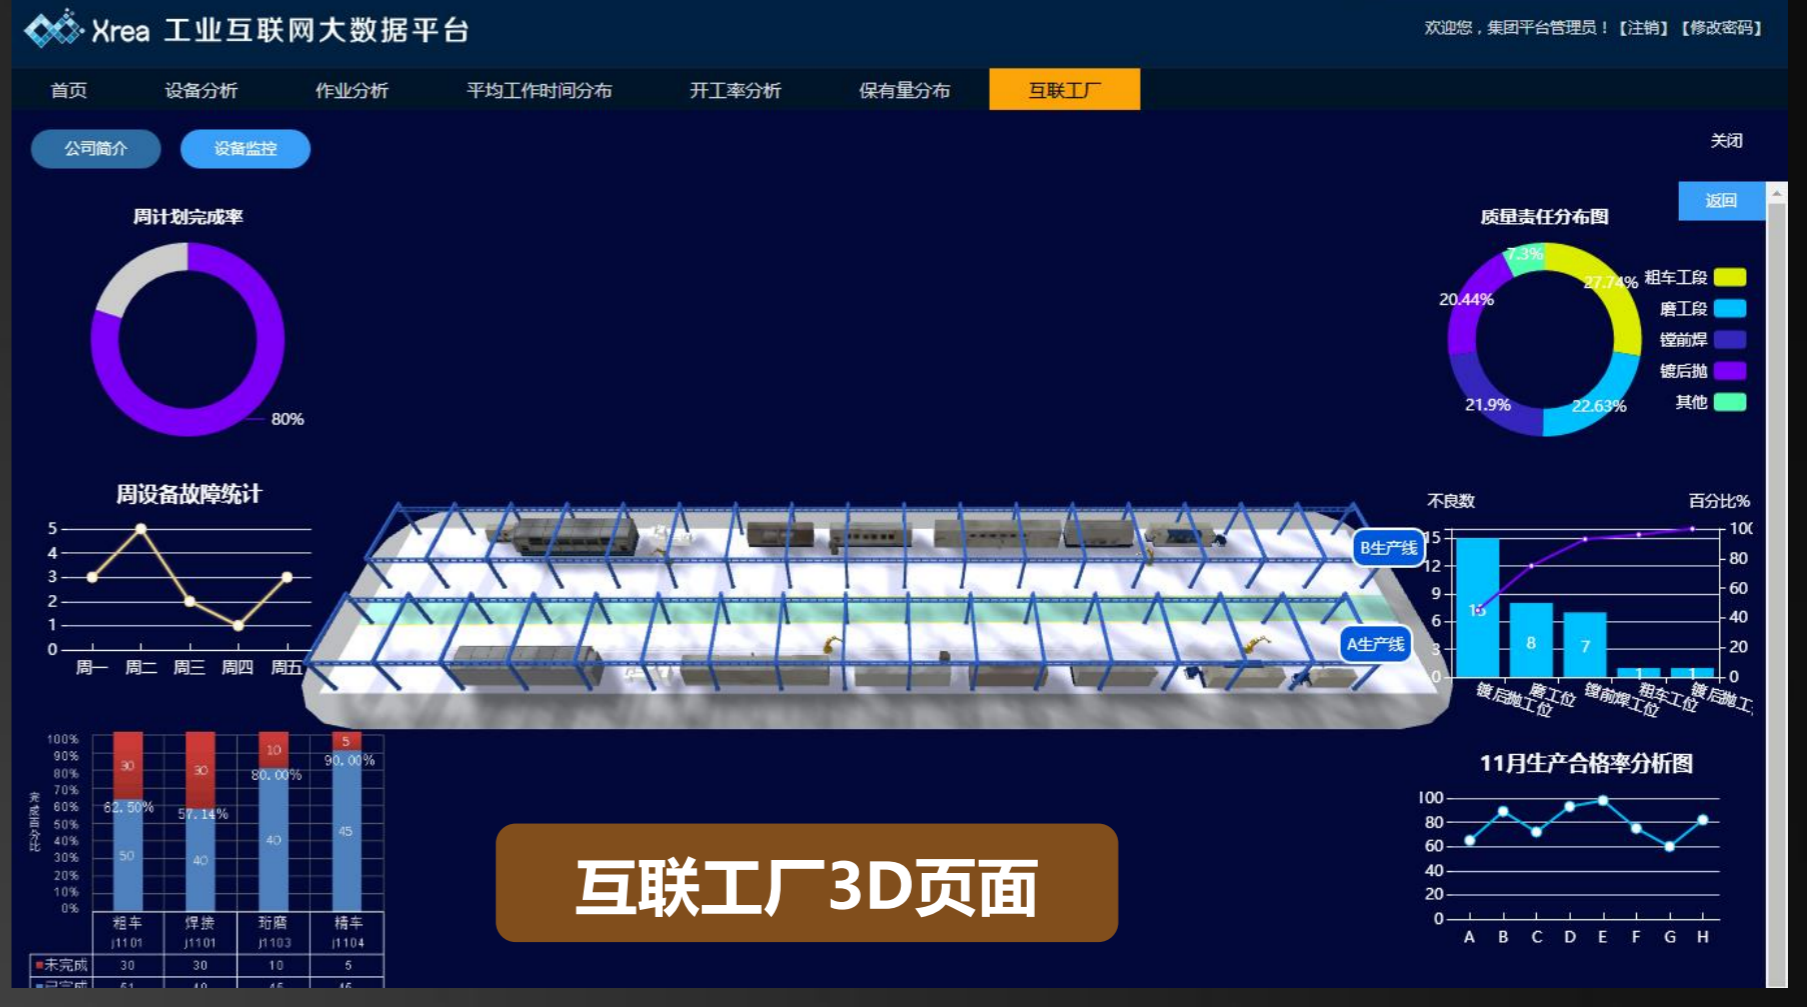 Xrea 工业互联网大数据平台
欢迎您，集团平台管理员！【注销】【修改密码】
首页 设备分析 作业分析 平均工作时间分布 开工率分析 保有量分布 互联工厂
公司简介 设备监控
关闭
返回
周计划完成率
80%
质量责任分布图
7.3%
27.74%
20.44%
21.9%
22.63%
粗车工段
磨工段
镗前焊
镀后抛
其他
周设备故障统计
5
4
3
2
1
0
周一 周二 周三 周四 周五
B生产线
A生产线
不良数 百分比%
15
12
9
6
3
0
100
80
60
40
20
0
15
8
7
1
1
镀后抛工位 磨工位 镗前焊工位 粗车工位 镀后抛工
完成百分比
100%
90%
80%
70%
60%
50%
40%
30%
20%
10%
0%
30 30 10 5
62.50% 57.14% 80.00% 90.00%
50 40 40 45
粗车 焊接 珩磨 精车
j1101 j1101 j1103 j1104
未完成 30 30 10 5
互联工厂3D页面
11月生产合格率分析图
100
80
60
40
20
0
A B C D E F G H